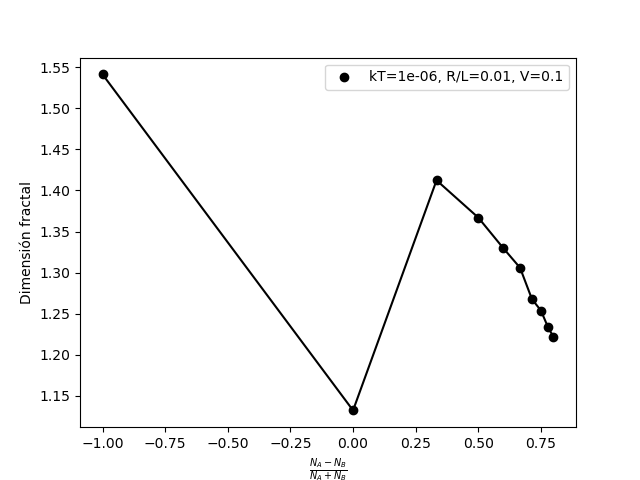 kT=1e-06, R/L=0.01, V=0.1
1.55
1.50
1.45
1.40
1.35
1.30
1.25
1.20
1.15
Dimensión fractal
−1.00 −0.75 −0.50 −0.25 0.00 0.25 0.50 0.75
N_A − N_B
N_A + N_B